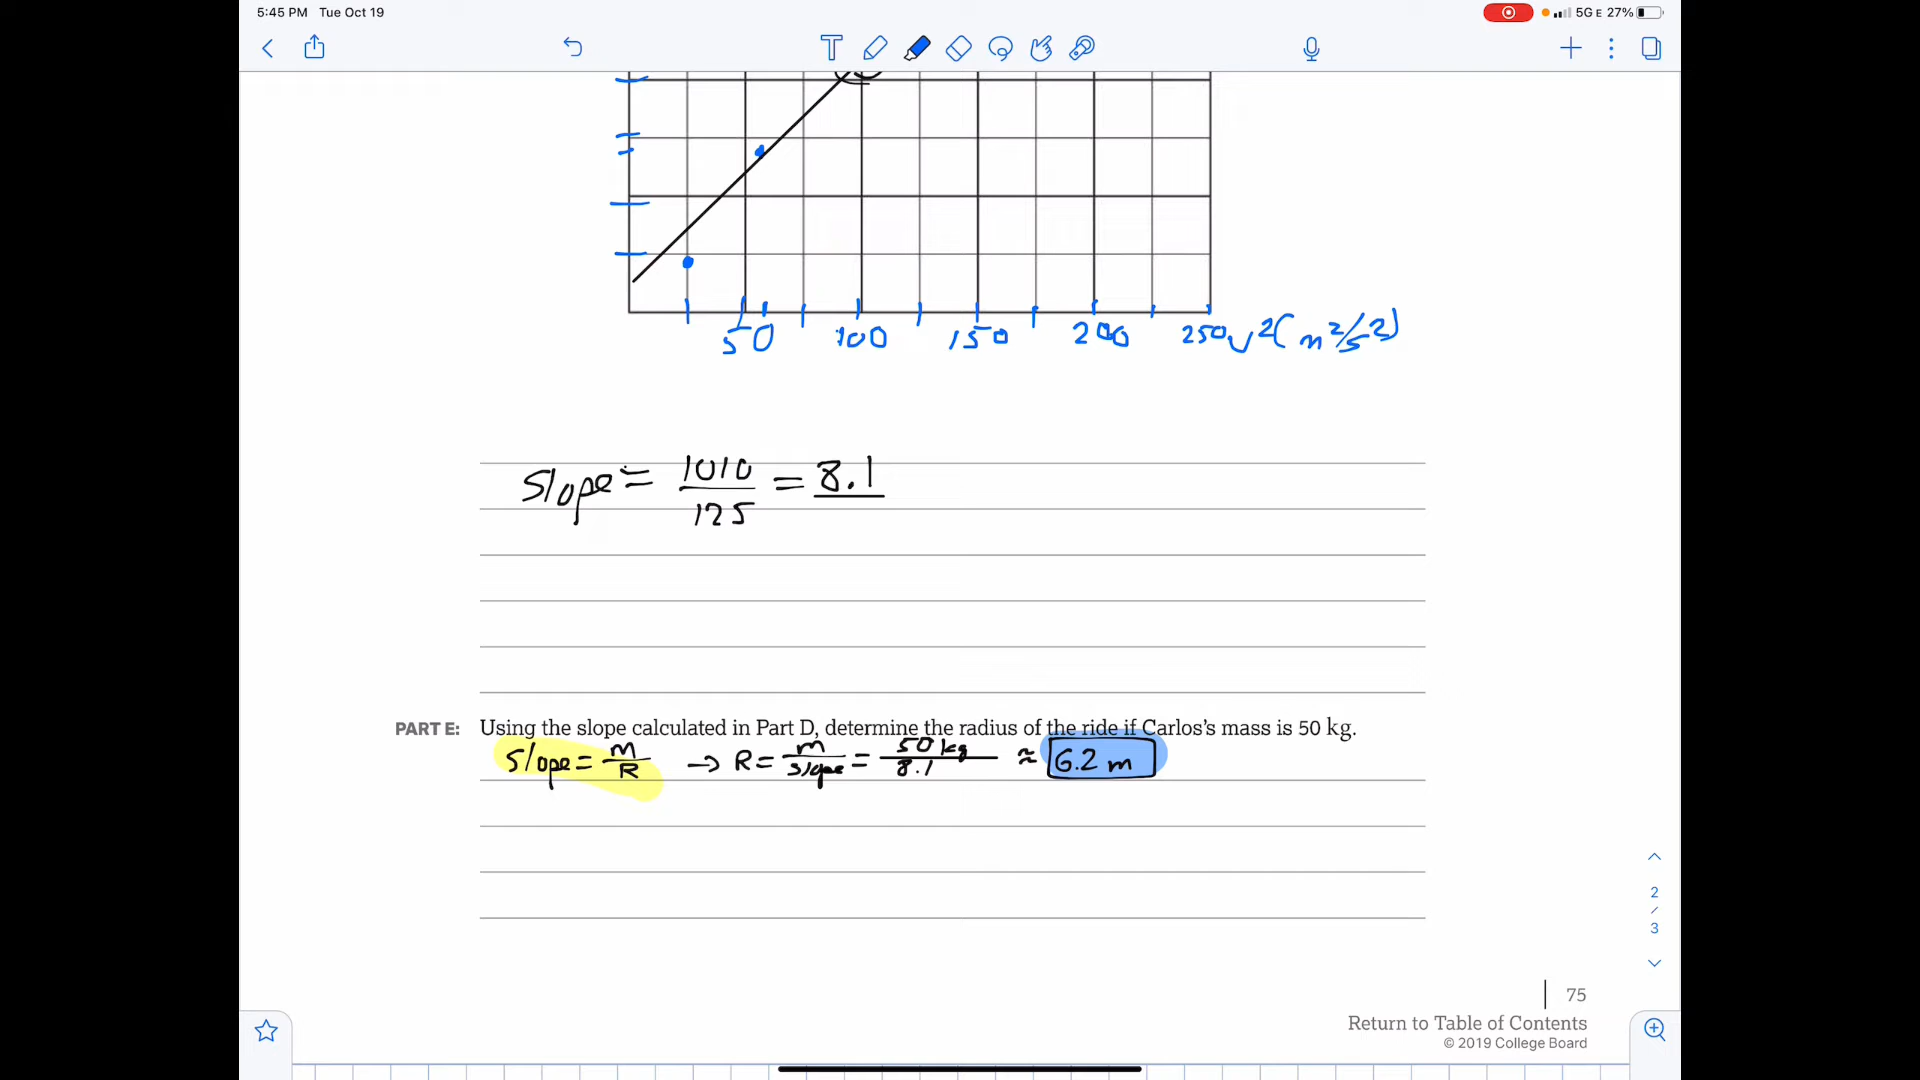 5:45 PM Tue Oct 19
5G E 27%
T
50 100 150 200 250 v²(m²/s²)
Slope = 1010/125 = 8.1
PART E: Using the slope calculated in Part D, determine the radius of the ride if Carlos's mass is 50 kg.
Slope = m/R → R = m/slope = 50 kg/8.1 ≈ 6.2 m
2
/
3
75
Return to Table of Contents
© 2019 College Board